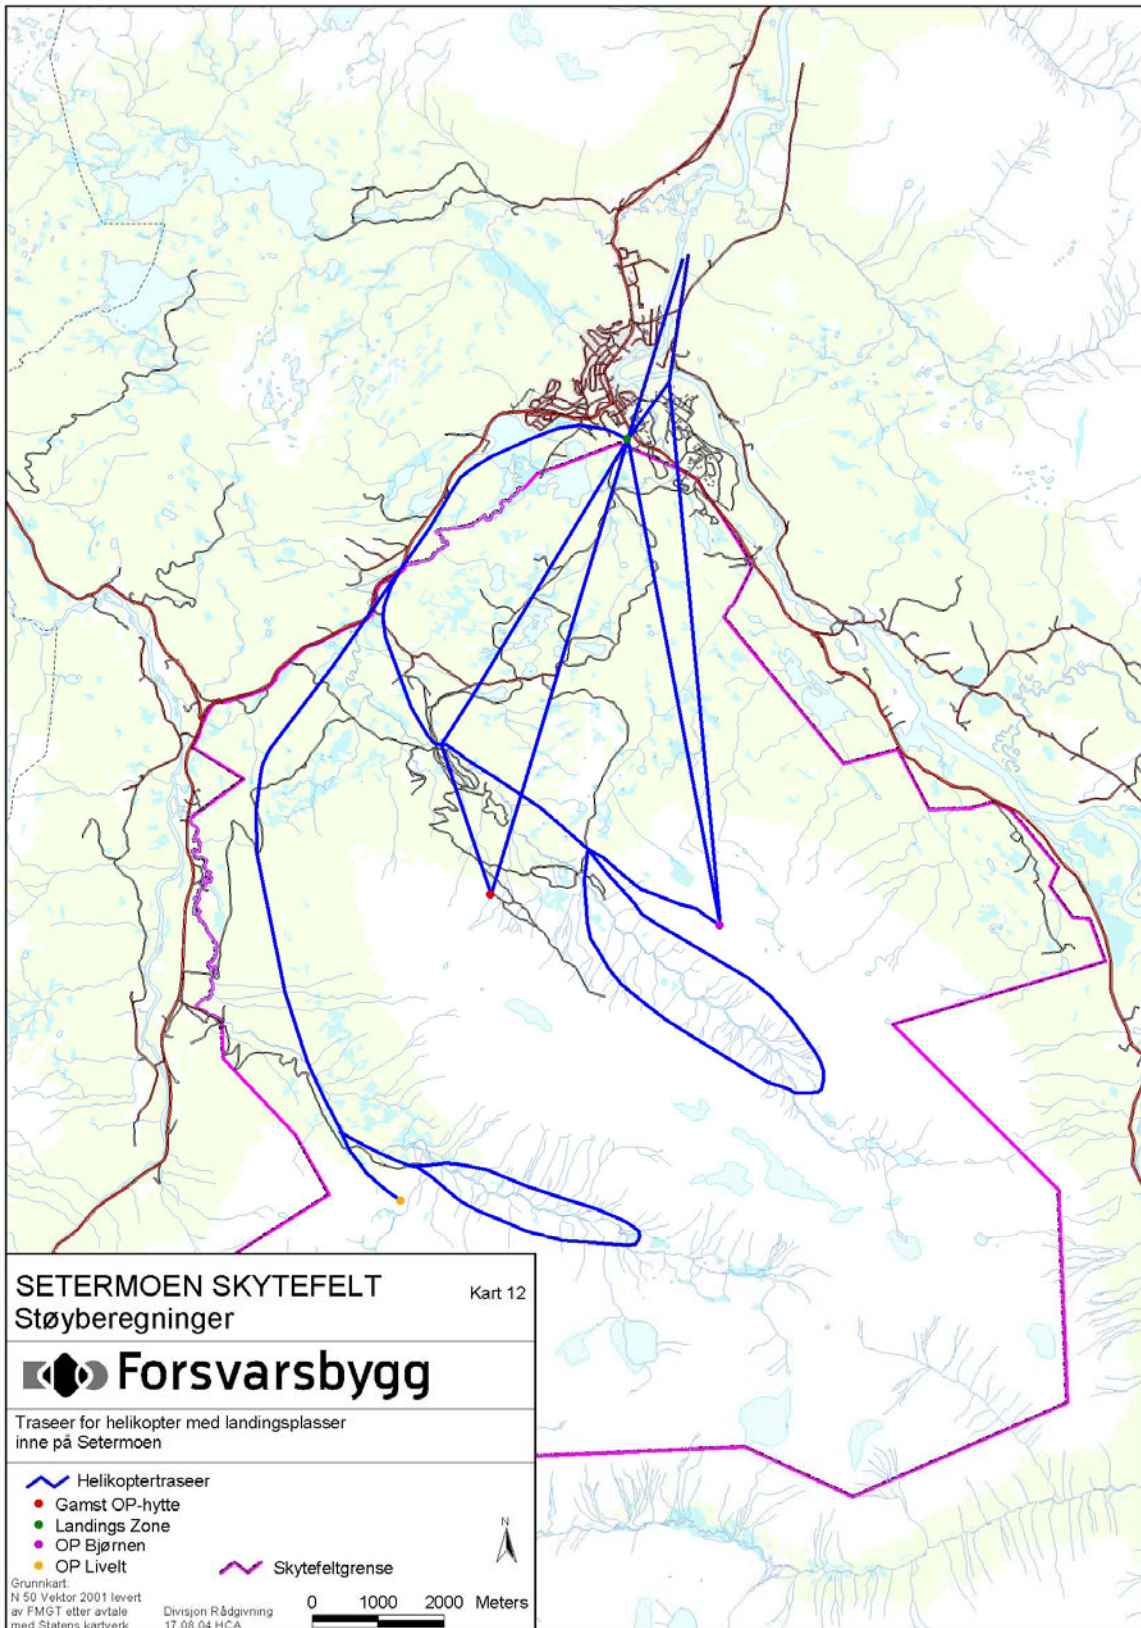 SETERMOEN SKYTEFELT
Kart 12
Støyberegninger
Forsvarsbygg
Traseer for helikopter med landingsplasser
inne på Setermoen
Helikoptertraseer
Gamst OP-hytte
Landings Zone
OP Bjørnen
OP Livelt
Skytefeltgrense
N
Grunnkart:
N 50 Vektor 2001 levert
av FMGT etter avtale
med Statens kartverk
Divisjon Rådgivning
17.08.04 HCA
0 1000 2000 Meters